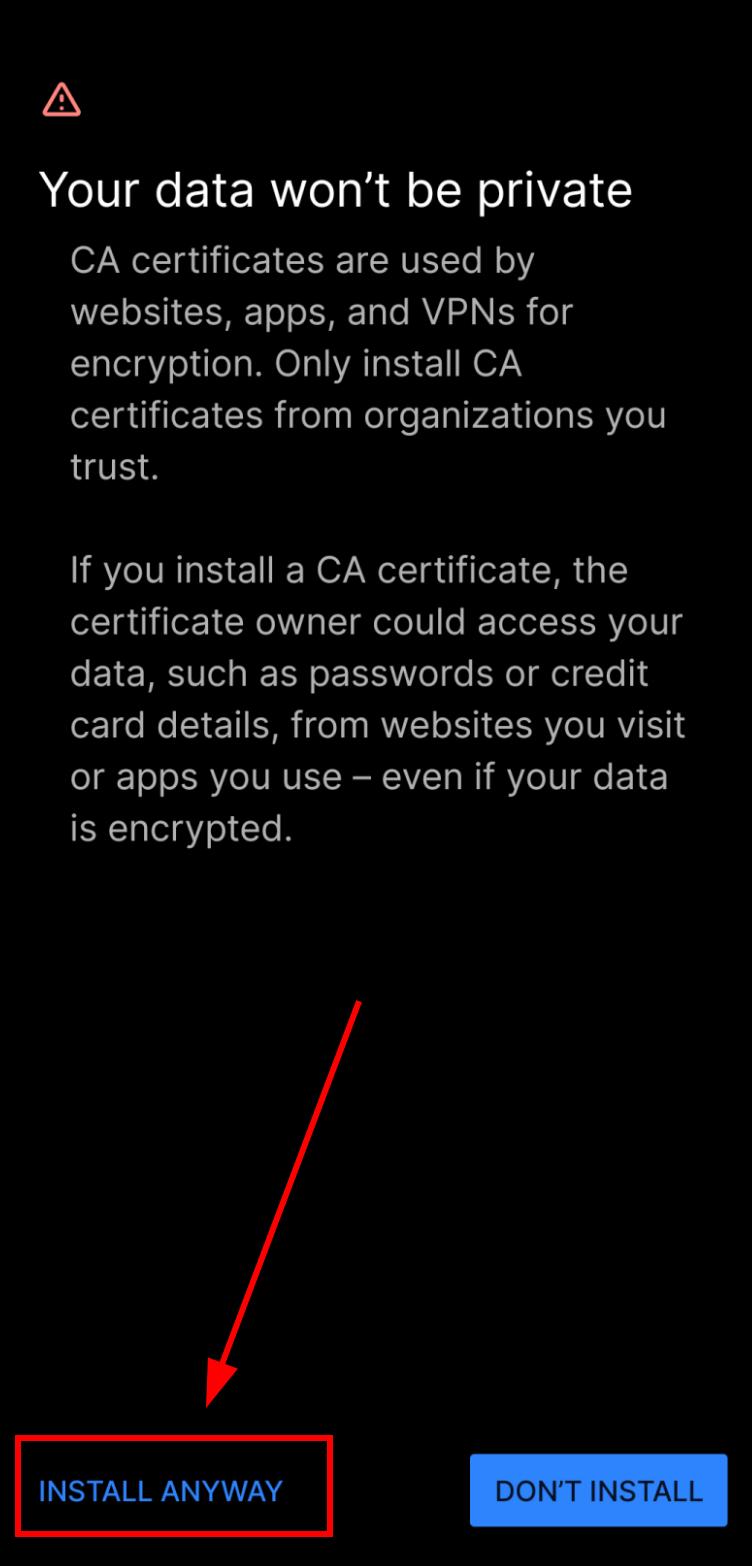 Your data won’t be private
CA certificates are used by
websites, apps, and VPNs for
encryption. Only install CA
certificates from organizations you
trust.
If you install a CA certificate, the
certificate owner could access your
data, such as passwords or credit
card details, from websites you visit
or apps you use – even if your data
is encrypted.
INSTALL ANYWAY
DON’T INSTALL